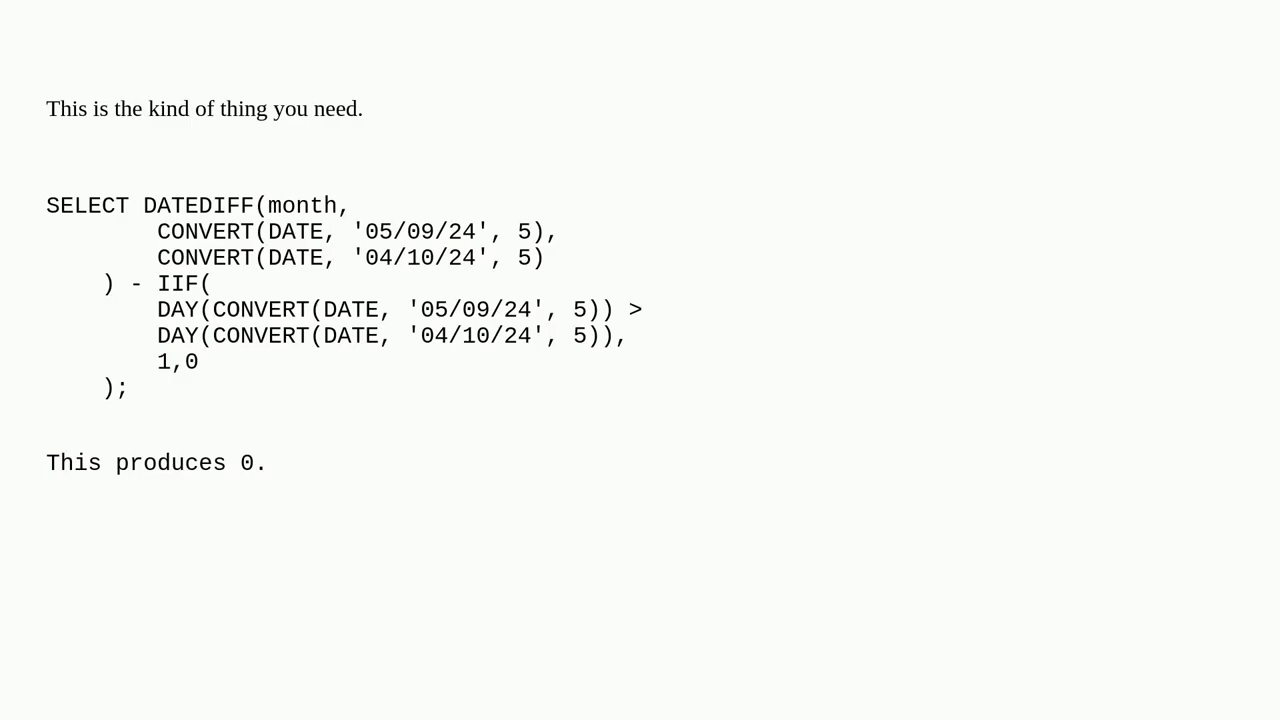 This is the kind of thing you need.
SELECT DATEDIFF(month,
        CONVERT(DATE, '05/09/24', 5),
        CONVERT(DATE, '04/10/24', 5)
    ) - IIF(
        DAY(CONVERT(DATE, '05/09/24', 5)) >
        DAY(CONVERT(DATE, '04/10/24', 5)),
        1,0
    );
This produces 0.